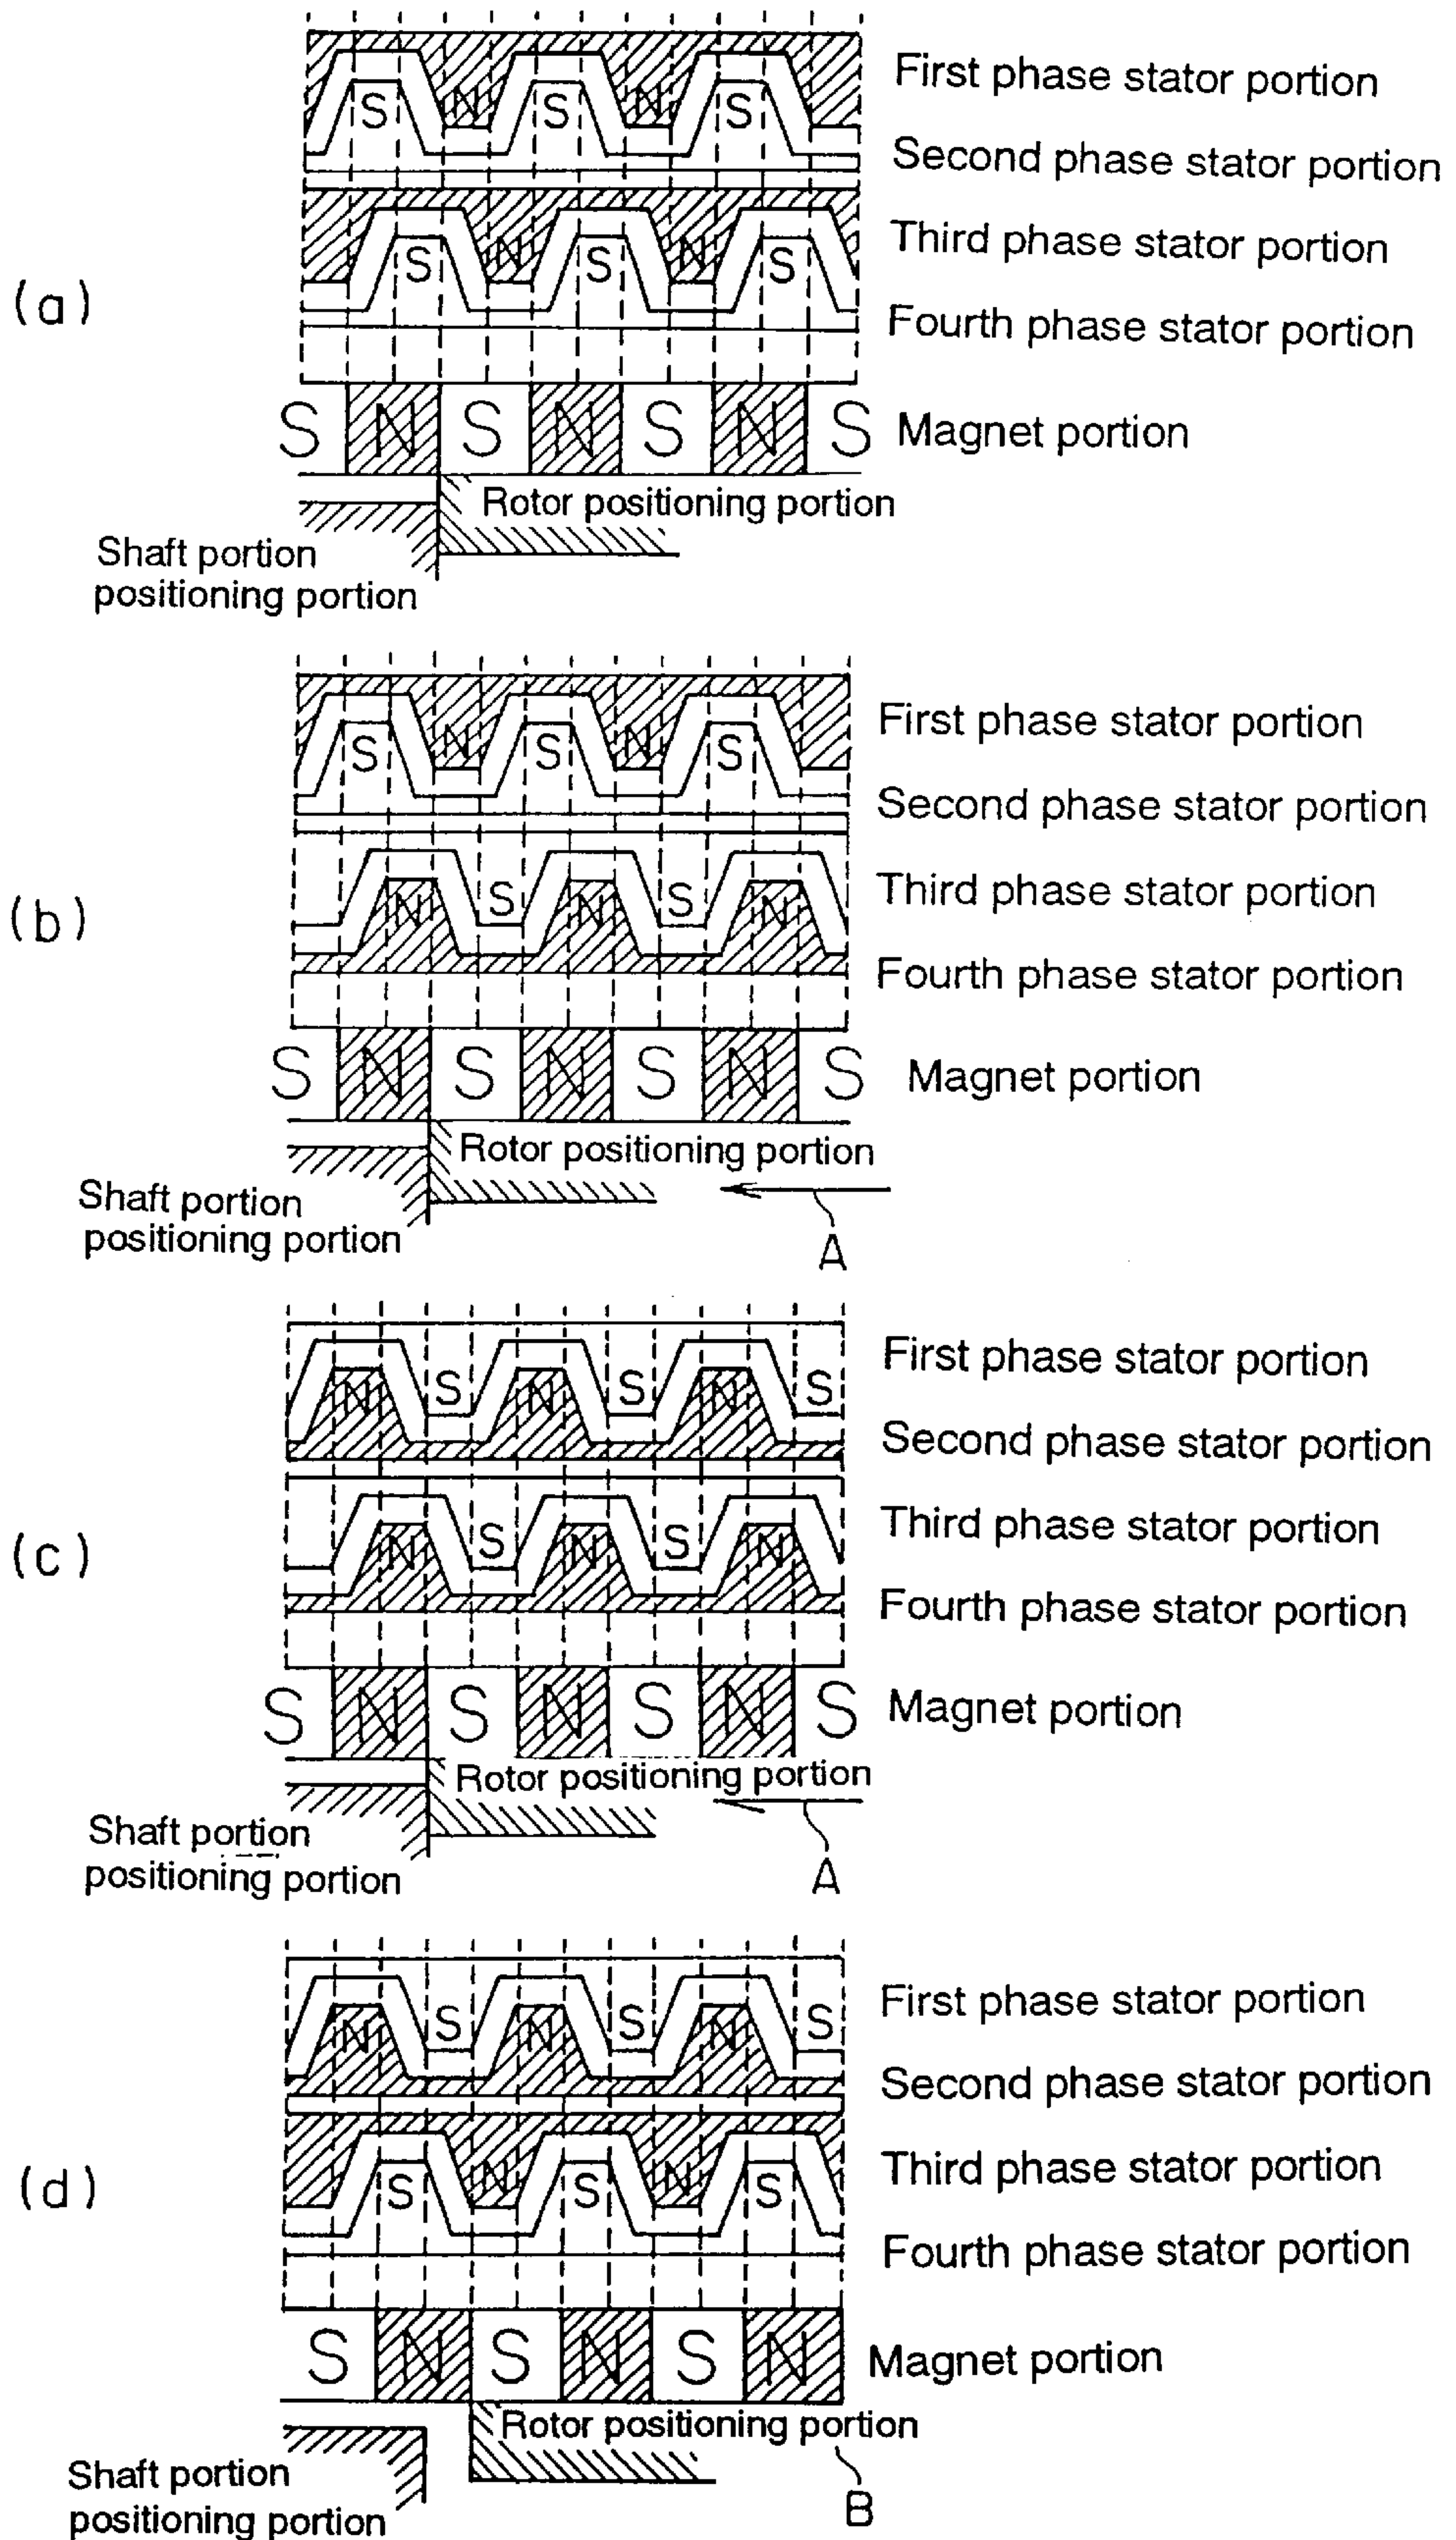 First phase stator portion
S N S N S
Second phase stator portion
Third phase stator portion
S N S N S
(a)
Fourth phase stator portion
S N S N S N S Magnet portion
Rotor positioning portion
Shaft portion
positioning portion
First phase stator portion
S N S N S
Second phase stator portion
Third phase stator portion
N S N S N
(b)
Fourth phase stator portion
S N S N S N S Magnet portion
Rotor positioning portion
Shaft portion
positioning portion
A
First phase stator portion
N S N S N S
Second phase stator portion
Third phase stator portion
N S N S N
(c)
Fourth phase stator portion
S N S N S N S Magnet portion
Rotor positioning portion
Shaft portion
positioning portion
A
First phase stator portion
N S N S N S
Second phase stator portion
Third phase stator portion
S N S N S
(d)
Fourth phase stator portion
S N S N S N Magnet portion
Rotor positioning portion
Shaft portion
positioning portion
B